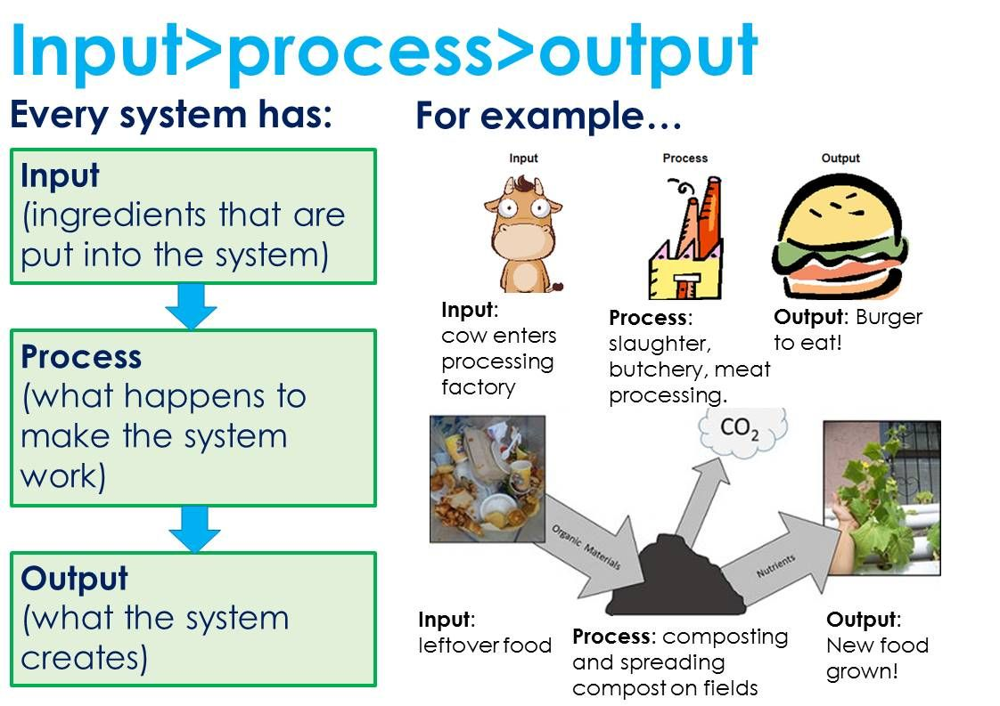 Input>process>output
Every system has:
Input
(ingredients that are
put into the system)
Process
(what happens to
make the system
work)
Output
(what the system
creates)
For example…
Input
Process
Output
Input:
cow enters
processing
factory
Process:
slaughter,
butchery, meat
processing.
Output: Burger
to eat!
CO2
Organic Materials
Nutrients
Input:
leftover food
Process: composting
and spreading
compost on fields
Output:
New food
grown!